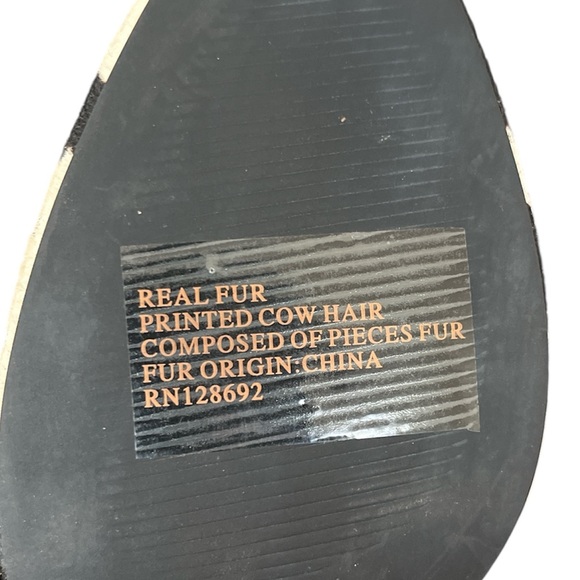 REAL FUR
PRINTED COW HAIR
COMPOSED OF PIECES FUR
FUR ORIGIN:CHINA
RN128692